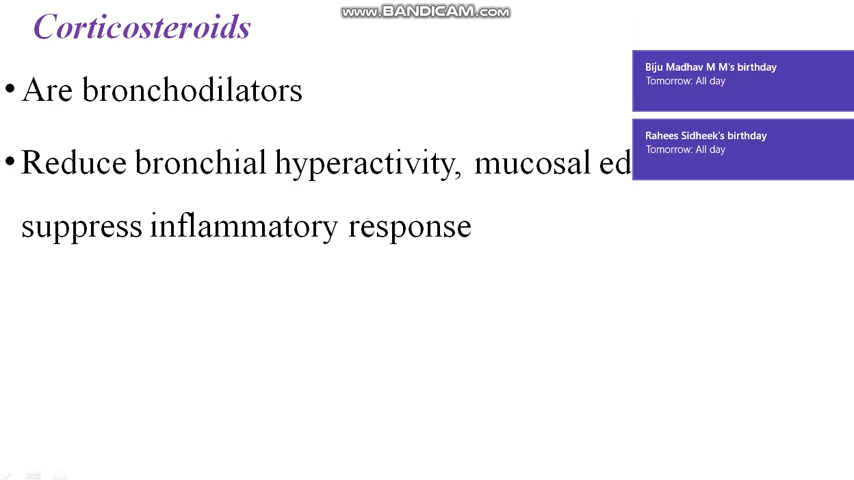 Corticosteroids
www.BANDICAM.com
• Are bronchodilators
• Reduce bronchial hyperactivity, mucosal ed
suppress inflammatory response
Biju Madhav M M's birthday
Tomorrow: All day
Rahees Sidheek's birthday
Tomorrow: All day